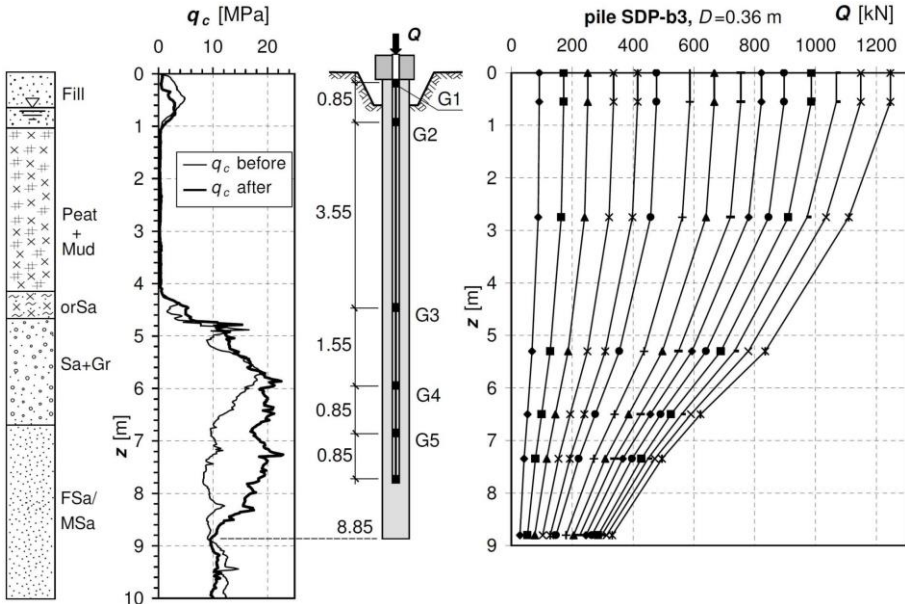 q_c [MPa]
0 10 20
Fill
Peat
+
Mud
orSa
Sa+Gr
FSa/
MSa
z [m]
0
1
2
3
4
5
6
7
8
9
10
q_c before
q_c after
Q
0.85
3.55
1.55
0.85
0.85
8.85
G1
G2
G3
G4
G5
pile SDP-b3, D=0.36 m
Q [kN]
0 200 400 600 800 1000 1200
z [m]
0
1
2
3
4
5
6
7
8
9